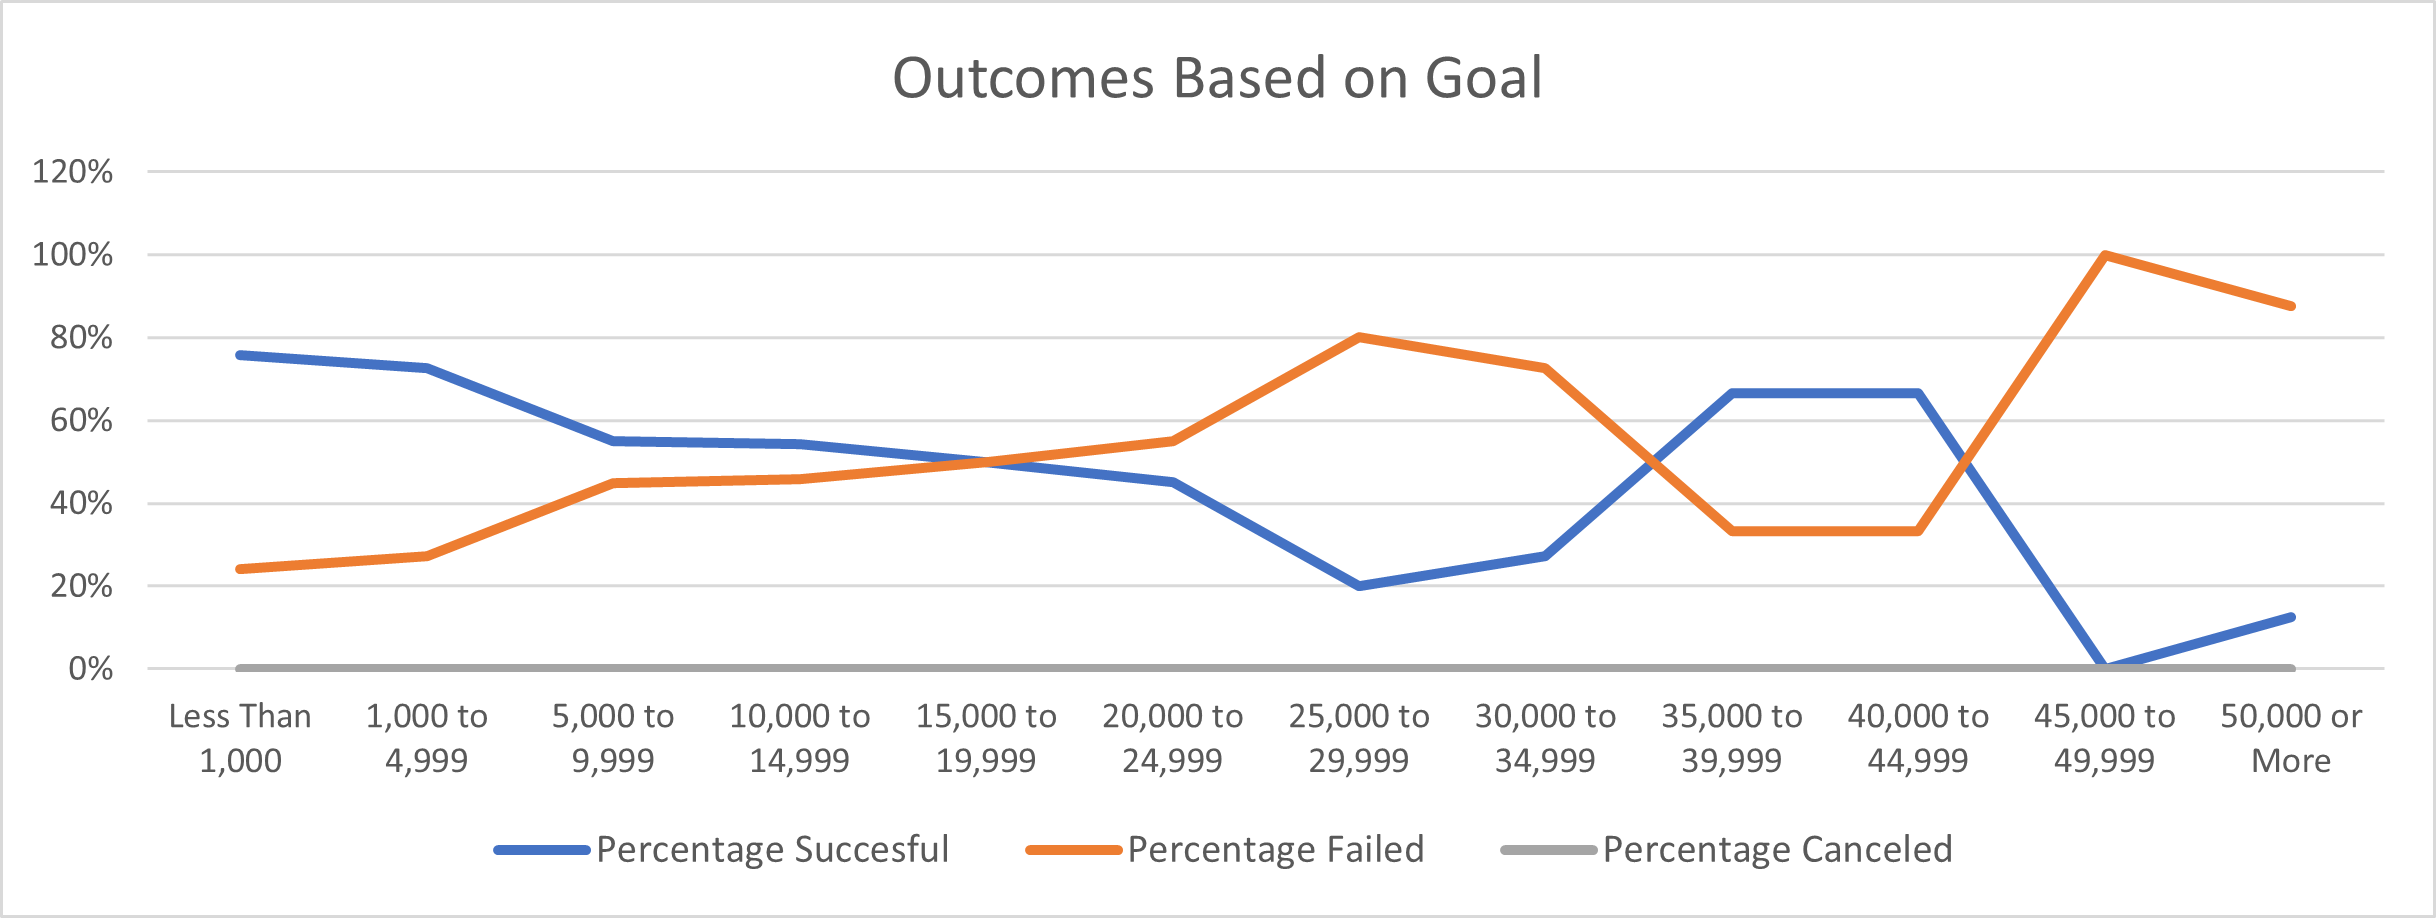 Outcomes Based on Goal
120%
100%
80%
60%
40%
20%
0%
Less Than 1,000 to 5,000 to 10,000 to 15,000 to 20,000 to 25,000 to 30,000 to 35,000 to 40,000 to 45,000 to 50,000 or
1,000 4,999 9,999 14,999 19,999 24,999 29,999 34,999 39,999 44,999 49,999 More
Percentage Succesful Percentage Failed Percentage Canceled